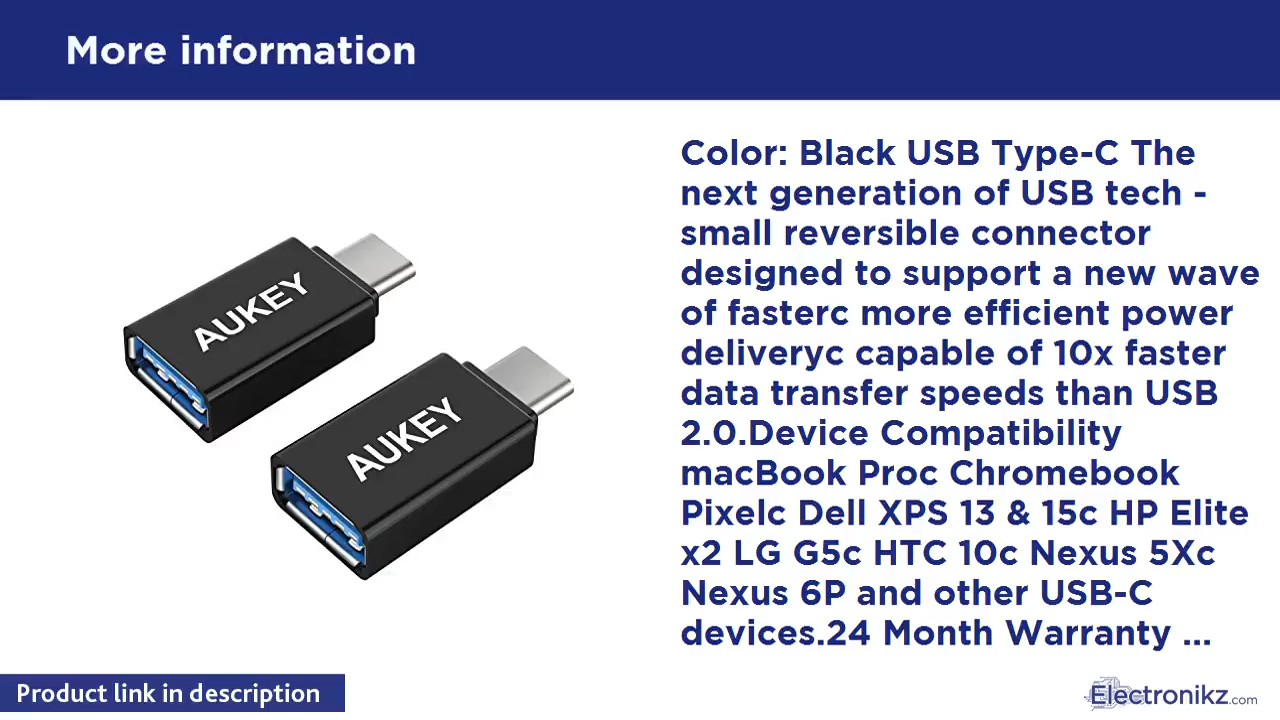 More information
AUKEY
AUKEY
Color: Black USB Type-C The
next generation of USB tech -
small reversible connector
designed to support a new wave
of fasterc more efficient power
deliveryc capable of 10x faster
data transfer speeds than USB
2.0.Device Compatibility
macBook Proc Chromebook
Pixelc Dell XPS 13 & 15c HP Elite
x2 LG G5c HTC 10c Nexus 5Xc
Nexus 6P and other USB-C
devices.24 Month Warranty ...
Product link in description
Electronikz.com